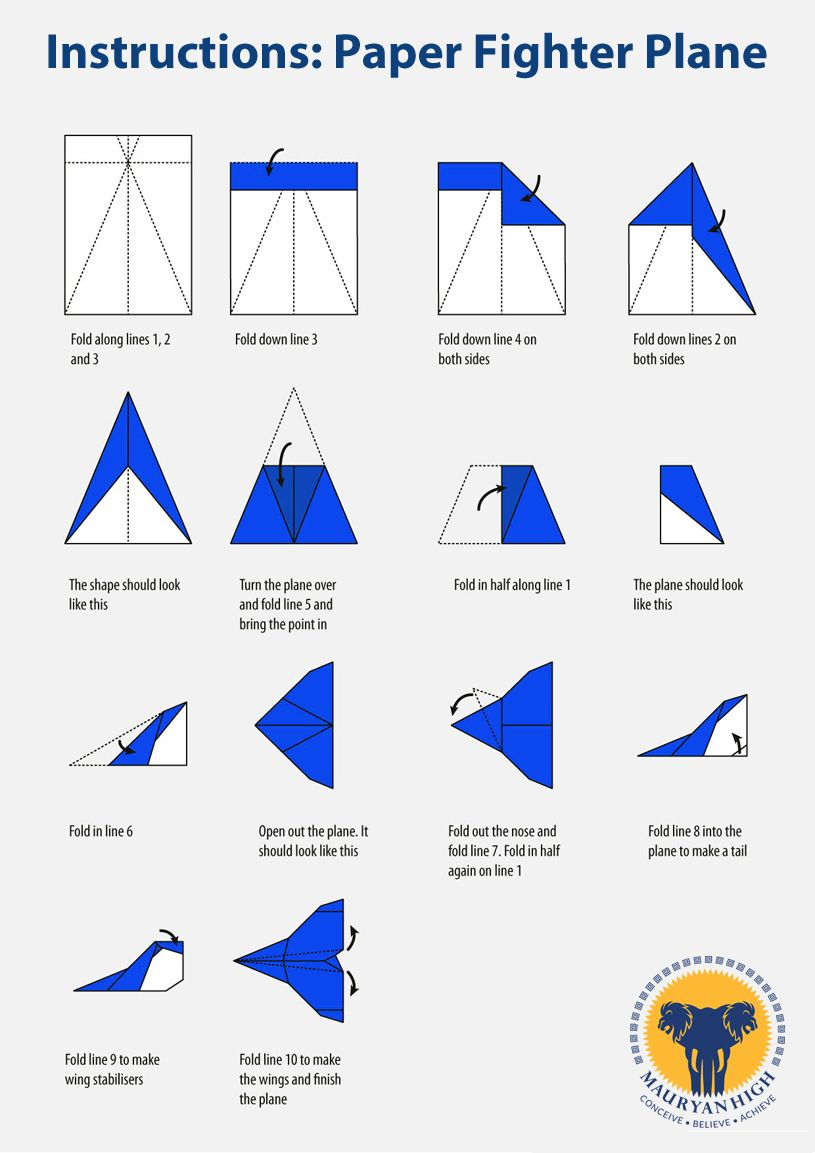 Instructions: Paper Fighter Plane
Fold along lines 1, 2
and 3
Fold down line 3
Fold down line 4 on
both sides
Fold down lines 2 on
both sides
The shape should look
like this
Turn the plane over
and fold line 5 and
bring the point in
Fold in half along line 1
The plane should look
like this
Fold in line 6
Open out the plane. It
should look like this
Fold out the nose and
fold line 7. Fold in half
again on line 1
Fold line 8 into the
plane to make a tail
Fold line 9 to make
wing stabilisers
Fold line 10 to make
the wings and finish
the plane
MAURYAN HIGH
CONCEIVE • BELIEVE • ACHIEVE